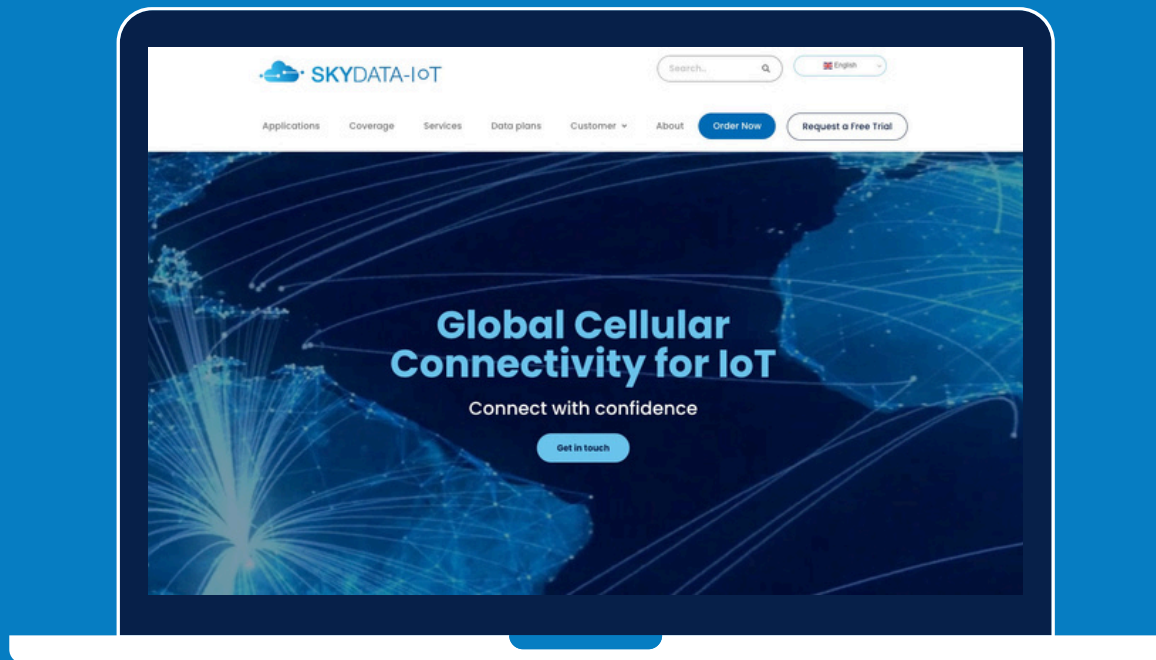 SKYDATA-IoT
Search..
English
Applications Coverage Services Data plans Customer About Order Now Request a Free Trial
Global Cellular
Connectivity for IoT
Connect with confidence
Get in touch